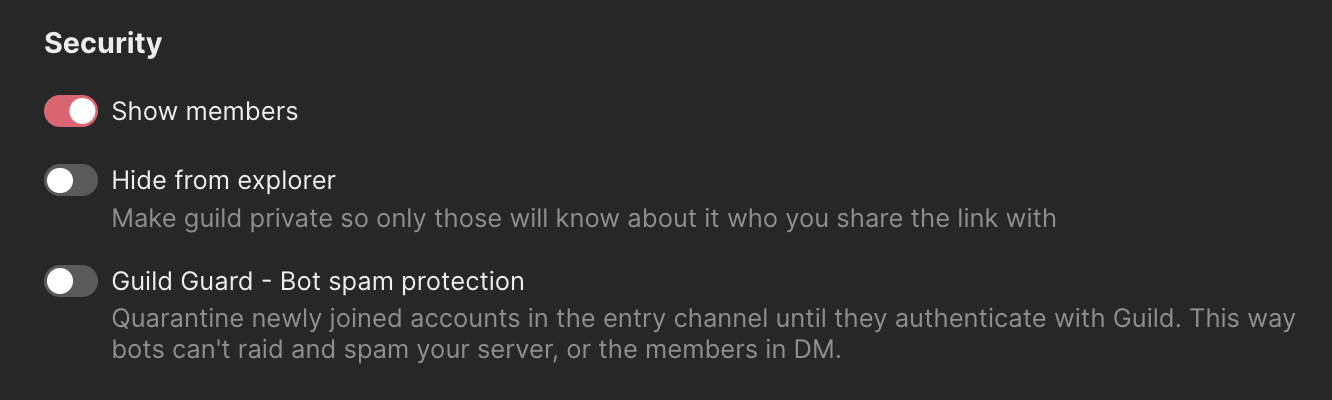 Security
Show members
Hide from explorer
Make guild private so only those will know about it who you share the link with
Guild Guard - Bot spam protection
Quarantine newly joined accounts in the entry channel until they authenticate with Guild. This way
bots can't raid and spam your server, or the members in DM.